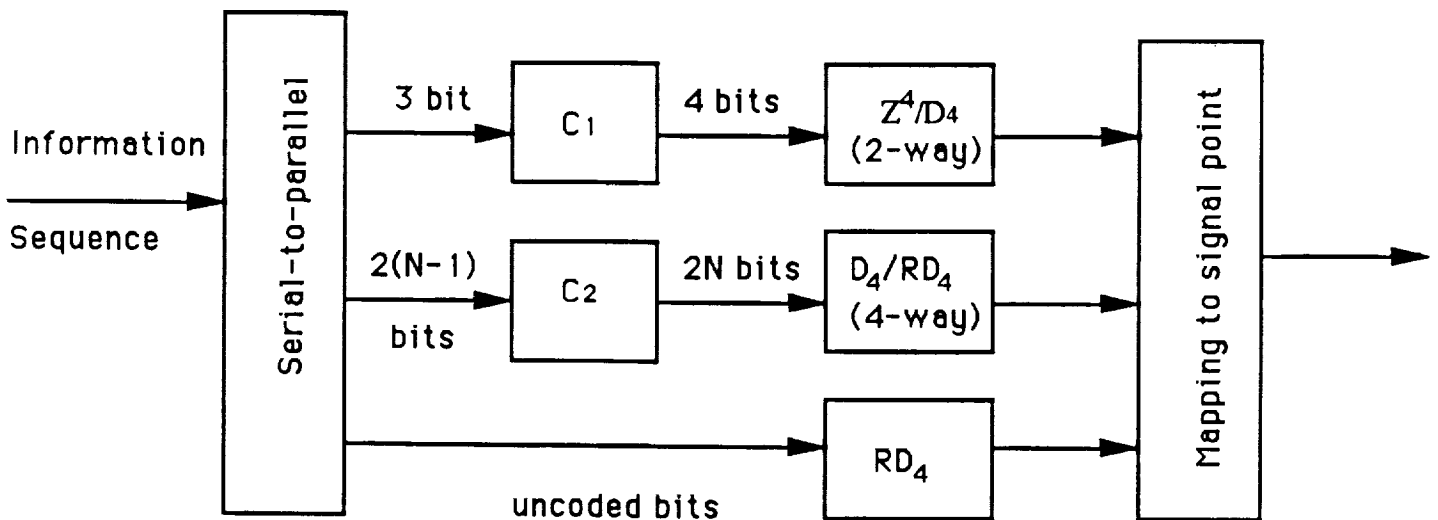 Information
Sequence
Serial-to-parallel
3 bit
C1
4 bits
Z⁴/D4
(2-way)
2(N-1)
bits
C2
2N bits
D₄/RD₄
(4-way)
uncoded bits
RD₄
Mapping to signal point